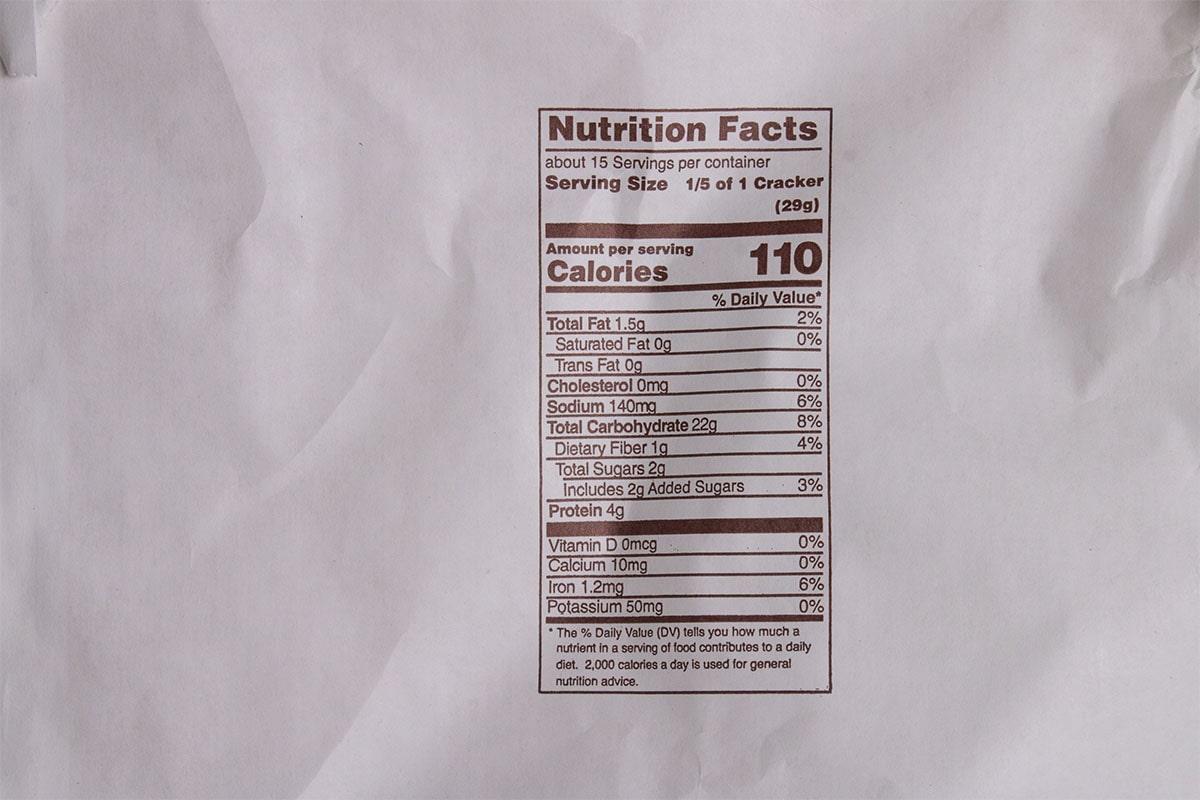 Nutrition Facts
about 15 Servings per container
Serving Size 1/5 of 1 Cracker
(29g)
Amount per serving
Calories 110
% Daily Value*
Total Fat 1.5g 2%
Saturated Fat 0g 0%
Trans Fat 0g
Cholesterol 0mg 0%
Sodium 140mg 6%
Total Carbohydrate 22g 8%
Dietary Fiber 1g 4%
Total Sugars 2g
Includes 2g Added Sugars 3%
Protein 4g
Vitamin D 0mcg 0%
Calcium 10mg 0%
Iron 1.2mg 6%
Potassium 50mg 0%
* The % Daily Value (DV) tells you how much a
nutrient in a serving of food contributes to a daily
diet. 2,000 calories a day is used for general
nutrition advice.